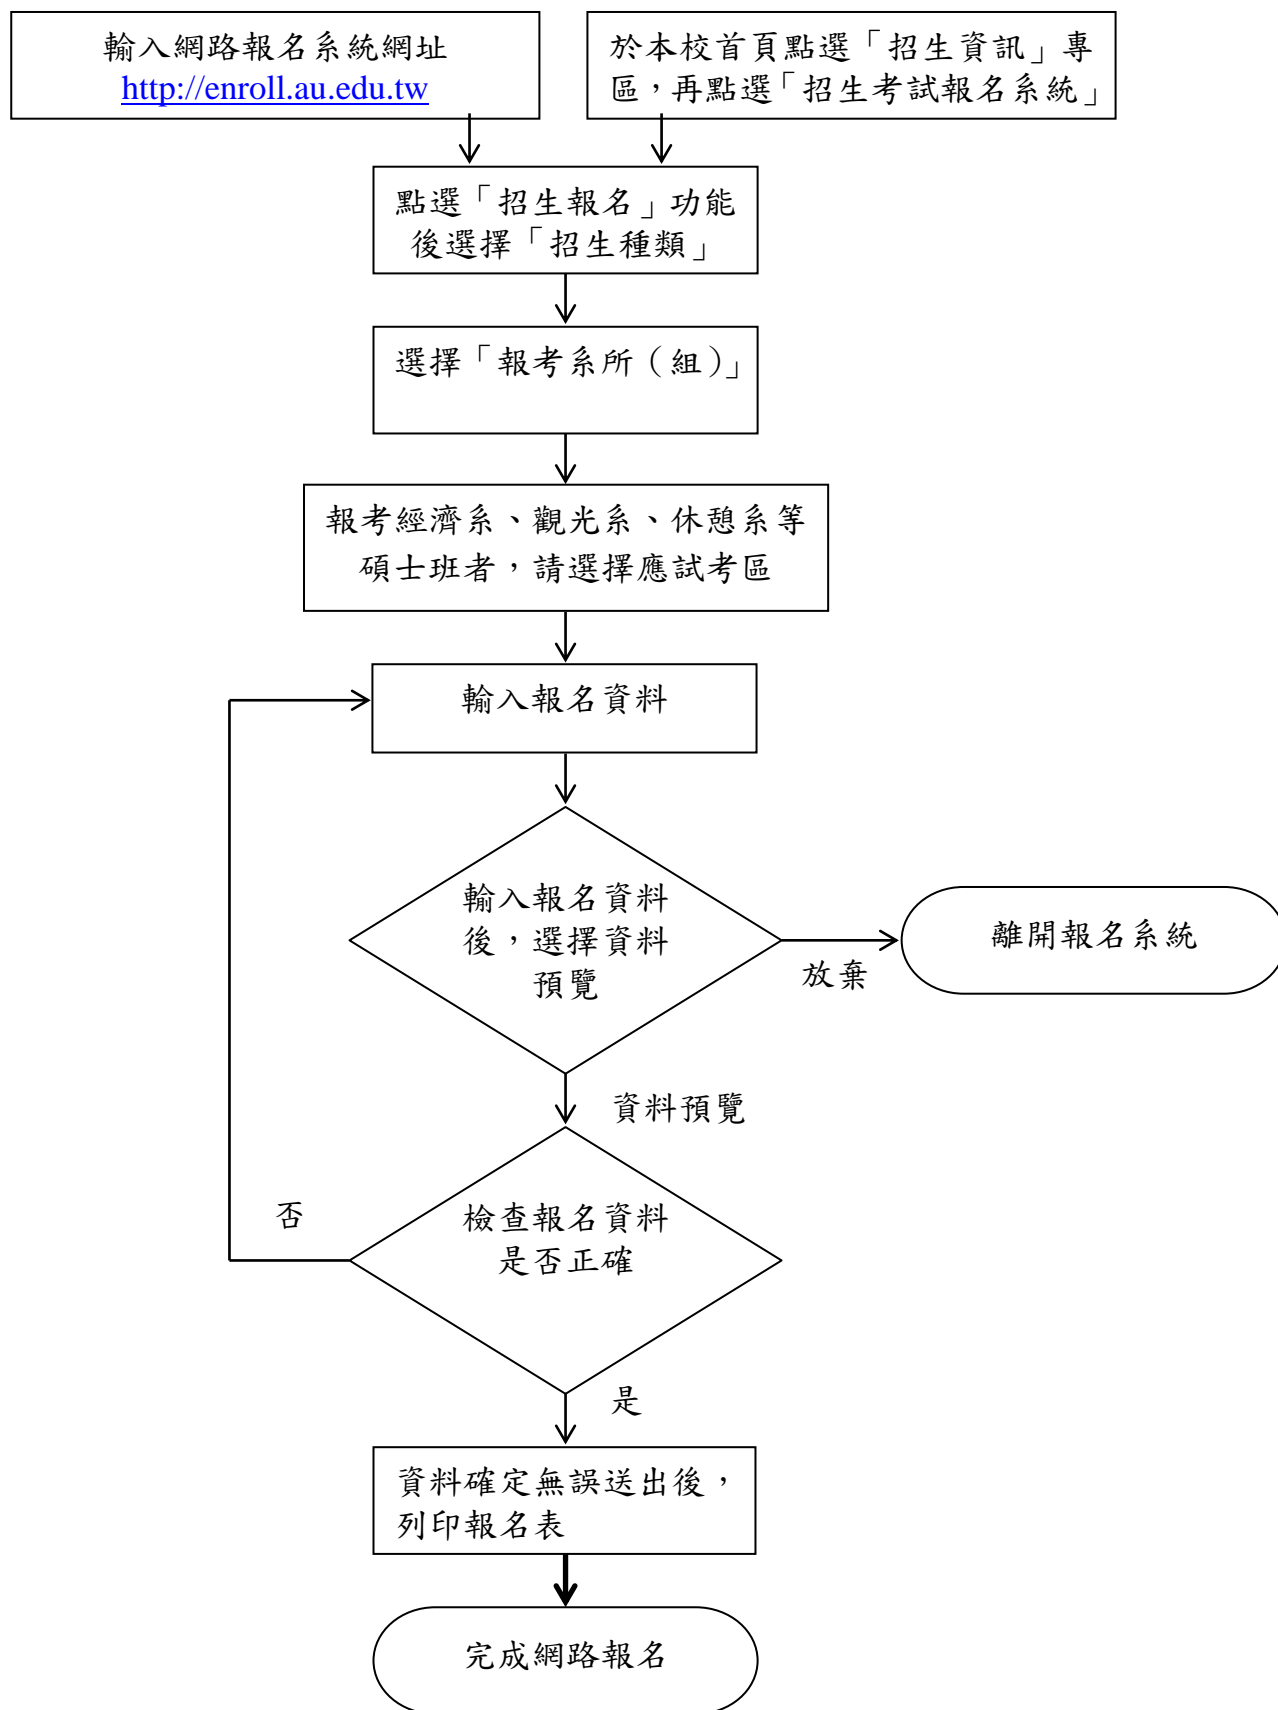 輸入網路報名系統網址
http://enroll.au.edu.tw
於本校首頁點選「招生資訊」專
區，再點選「招生考試報名系統」
點選「招生報名」功能
後選擇「招生種類」
選擇「報考系所（組）」
報考經濟系、觀光系、休憩系等
碩士班者，請選擇應試考區
輸入報名資料
輸入報名資料
後，選擇資料
預覽
離開報名系統
放棄
資料預覽
否
檢查報名資料
是否正確
是
資料確定無誤送出後，
列印報名表
完成網路報名